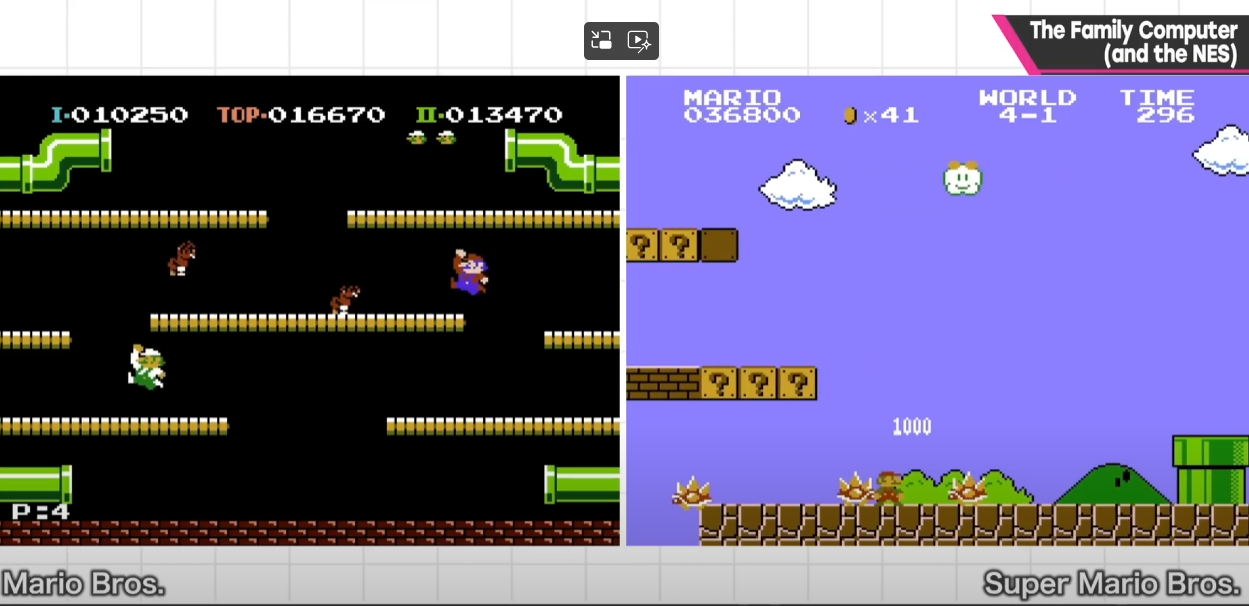 The Family Computer
(and the NES)
I-010250 TOP-016670 II-013470
P:4
MARIO WORLD TIME
036800 ×41 4-1 296
? ?
? ? ?
1000
Mario Bros.
Super Mario Bros.